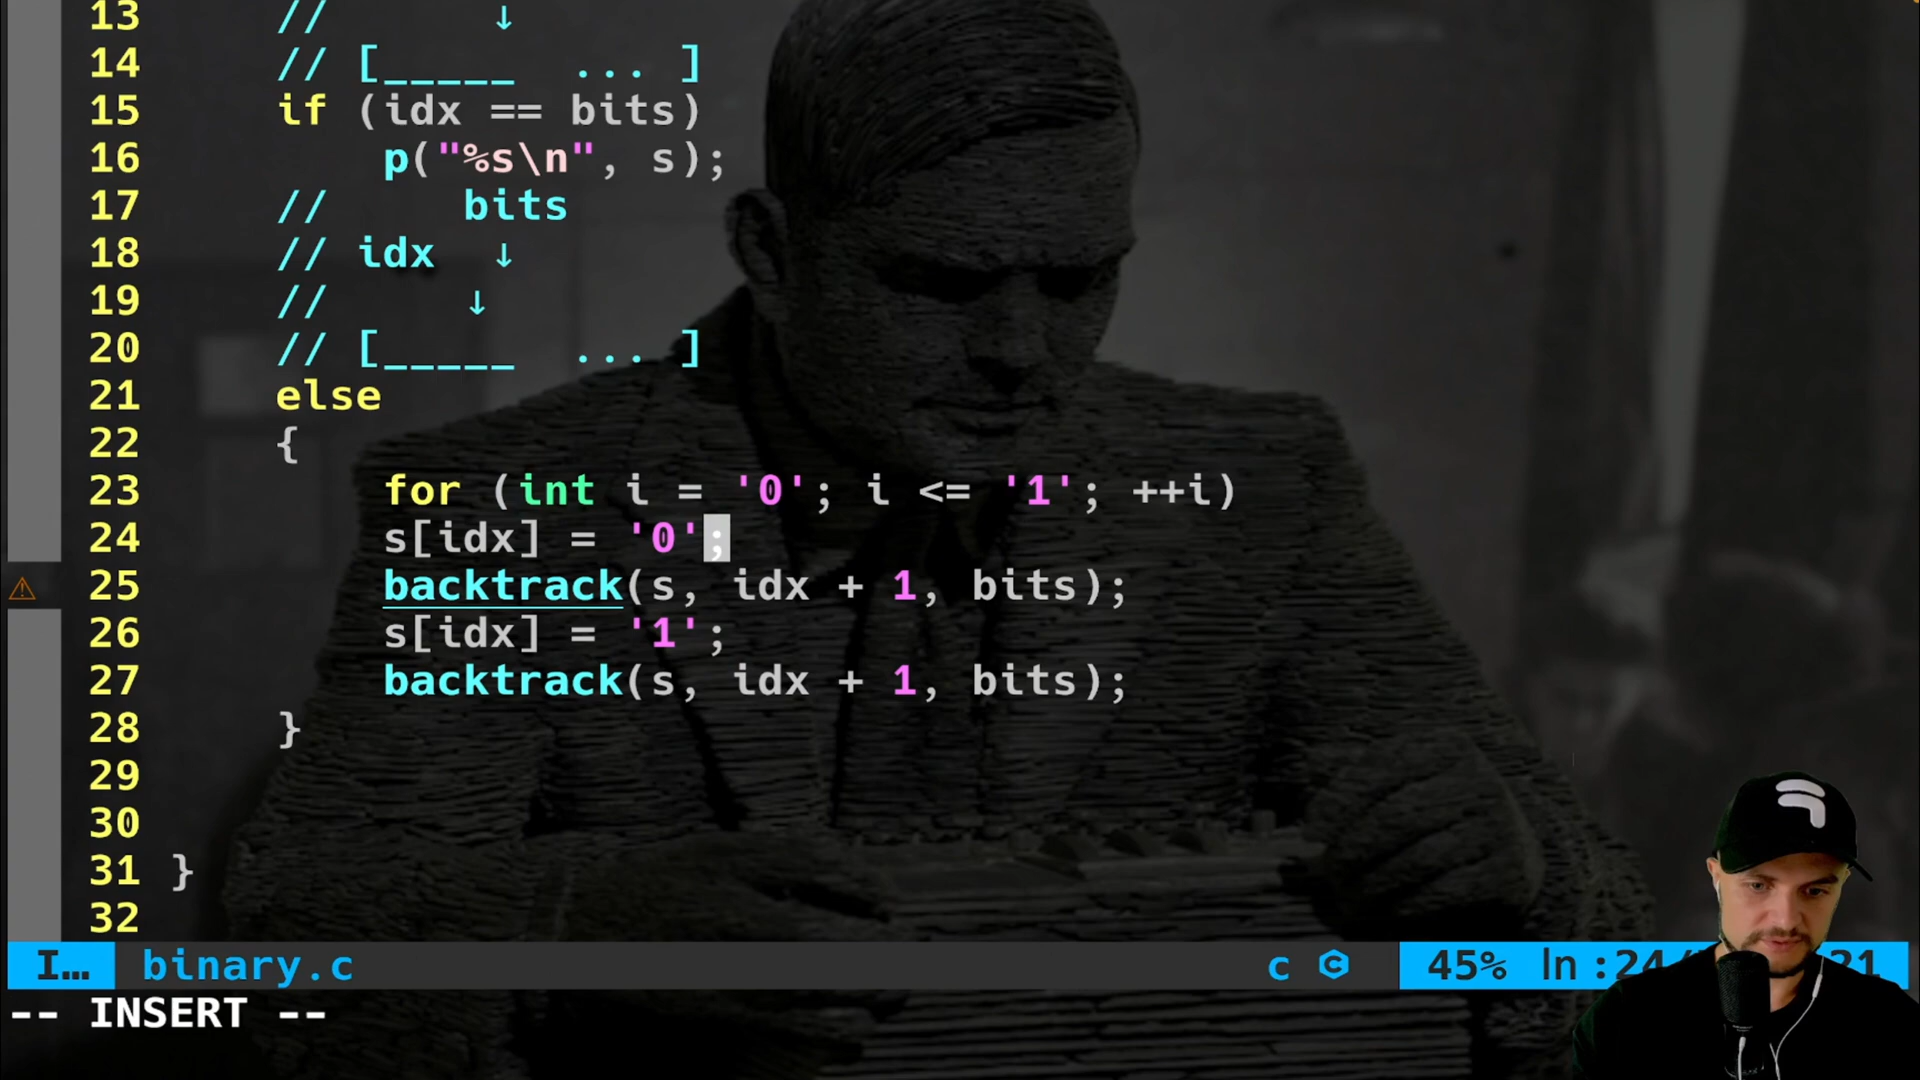 13 // ↓
14 // [_____ ... ]
15 if (idx == bits)
16 p("%s\n", s);
17 // bits
18 // idx ↓
19 // ↓
20 // [_____ ... ]
21 else
22 {
23 for (int i = '0'; i <= '1'; ++i)
24 s[idx] = '0';
25 backtrack(s, idx + 1, bits);
26 s[idx] = '1';
27 backtrack(s, idx + 1, bits);
28 }
29
30
31 }
32
I… binary.c c 45% ln :24/ 21
-- INSERT --